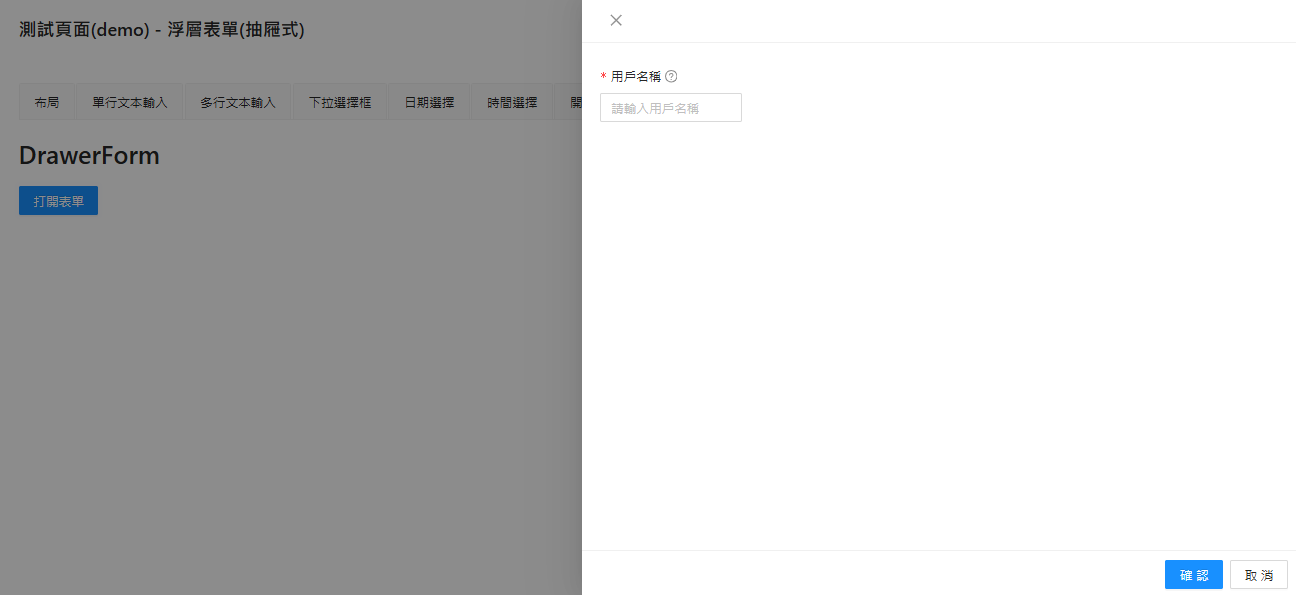 測試頁面(demo) - 浮層表單(抽屜式)
布局 單行文本輸入 多行文本輸入 下拉選擇框 日期選擇 時間選擇 開
DrawerForm
打開表單
* 用戶名稱 ?
請輸入用戶名稱
確 認 取 消